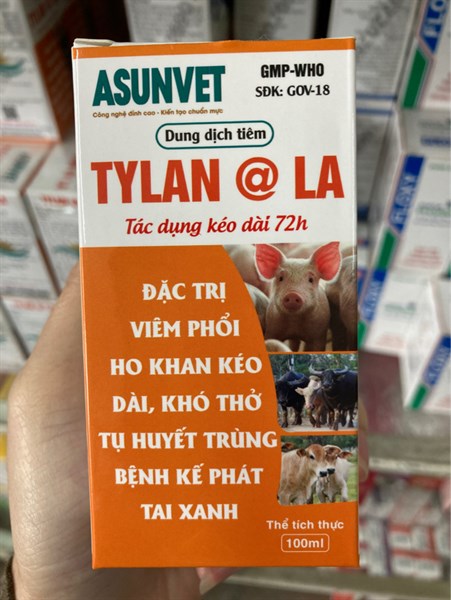 ASUNVET
Công nghệ đỉnh cao - Kiến tạo chuẩn mực
GMP-WHO
SĐK: GOV-18
Dung dịch tiêm
TYLAN @ LA
Tác dụng kéo dài 72h
ĐẶC TRỊ
VIÊM PHỔI
HO KHAN KÉO
DÀI, KHÓ THỞ
TỤ HUYẾT TRÙNG
BỆNH KẾ PHÁT
TAI XANH
Thể tích thực
100ml